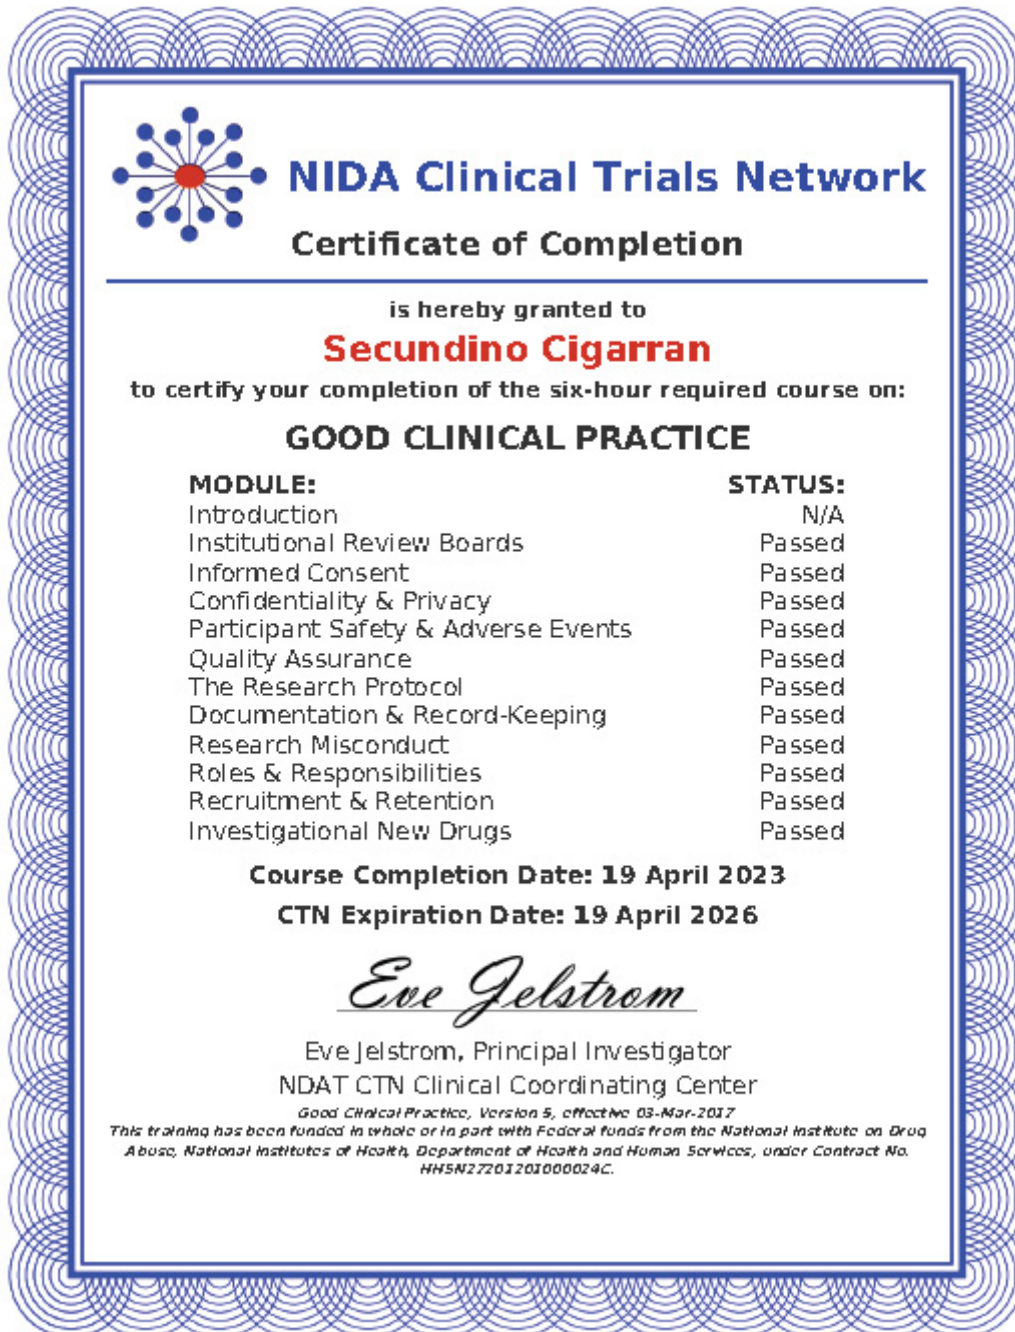 NIDA Clinical Trials Network
Certificate of Completion
is hereby granted to
Secundino Cigarran
to certify your completion of the six-hour required course on:
GOOD CLINICAL PRACTICE
MODULE: STATUS:
Introduction N/A
Institutional Review Boards Passed
Informed Consent Passed
Confidentiality & Privacy Passed
Participant Safety & Adverse Events Passed
Quality Assurance Passed
The Research Protocol Passed
Documentation & Record-Keeping Passed
Research Misconduct Passed
Roles & Responsibilities Passed
Recruitment & Retention Passed
Investigational New Drugs Passed
Course Completion Date: 19 April 2023
CTN Expiration Date: 19 April 2026
Eve Jelstrom
Eve Jelstrom, Principal Investigator
NDAT CTN Clinical Coordinating Center
Good Clinical Practice, Version 5, effective 03-Mar-2017
This training has been funded in whole or in part with Federal funds from the National Institute on Drug
Abuse, National Institutes of Health, Department of Health and Human Services, under Contract No.
HHSN272201201000024C.